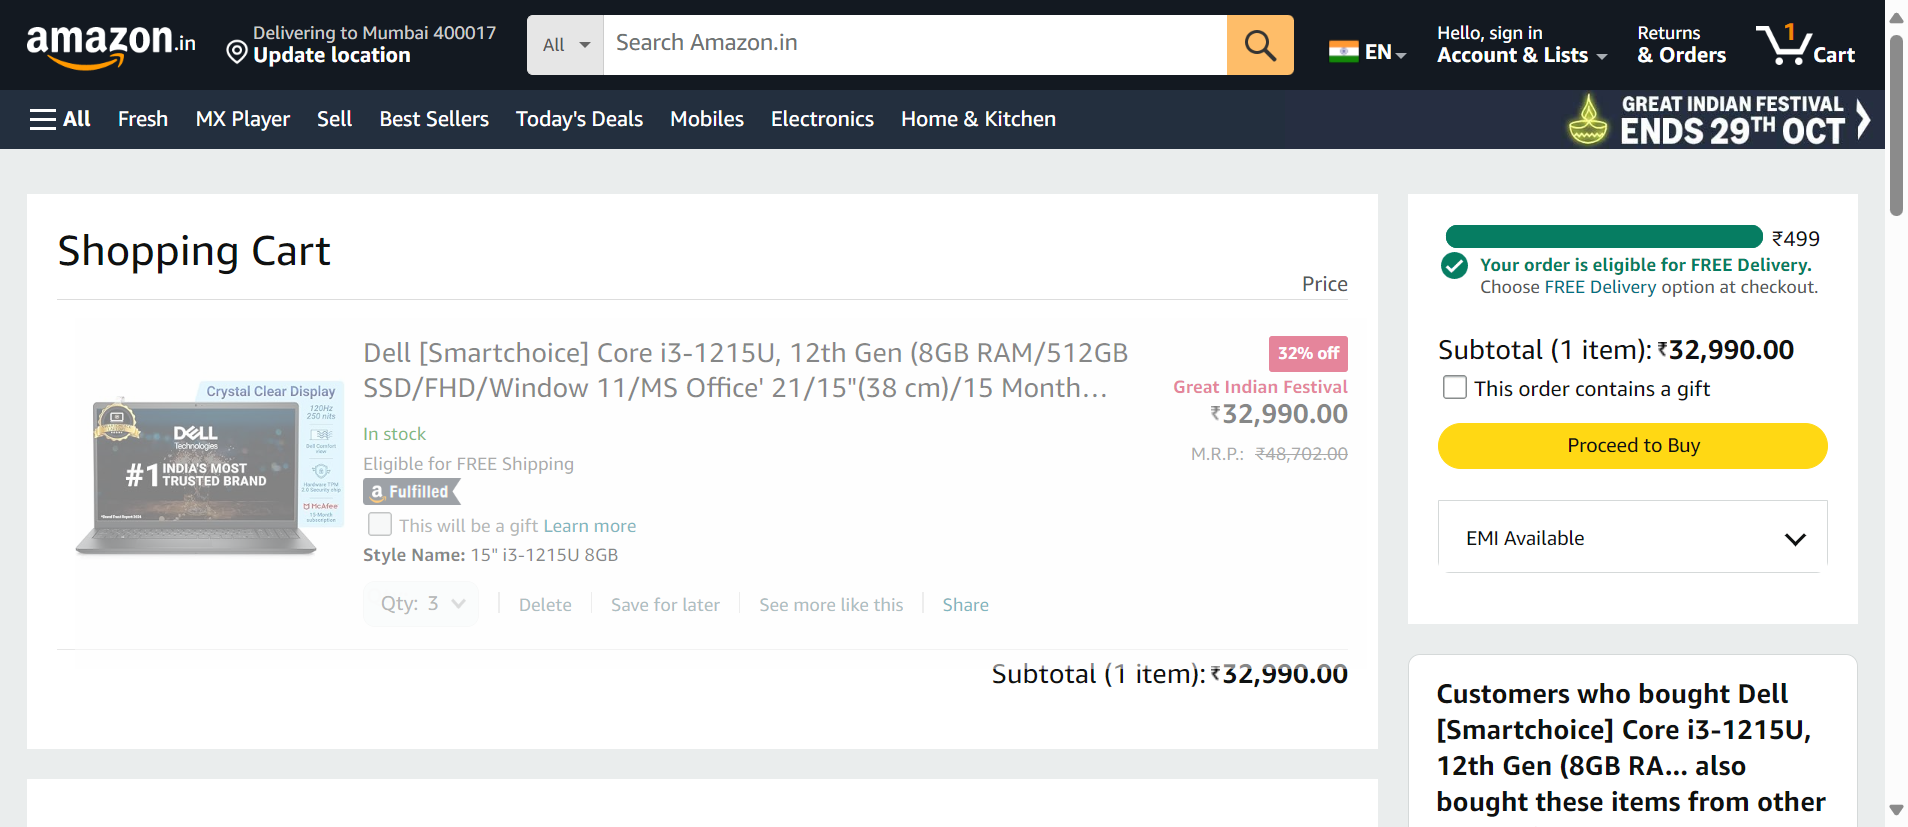 amazon.in
Delivering to Mumbai 400017
Update location
All
Search Amazon.in
EN
Hello, sign in
Account & Lists
Returns
& Orders
1
Cart
All
Fresh
MX Player
Sell
Best Sellers
Today's Deals
Mobiles
Electronics
Home & Kitchen
GREAT INDIAN FESTIVAL
ENDS 29TH OCT
Shopping Cart
Price
Crystal Clear Display
120Hz
250 nits
DELL
Technologies
#1 INDIA'S MOST
TRUSTED BRAND
McAfee
15-Month
subscription
Dell [Smartchoice] Core i3-1215U, 12th Gen (8GB RAM/512GB
SSD/FHD/Window 11/MS Office' 21/15"(38 cm)/15 Month...
In stock
Eligible for FREE Shipping
a Fulfilled
This will be a gift Learn more
Style Name: 15" i3-1215U 8GB
Qty: 3
Delete
Save for later
See more like this
Share
32% off
Great Indian Festival
₹32,990.00
M.R.P.: ₹48,702.00
Subtotal (1 item): ₹32,990.00
₹499
Your order is eligible for FREE Delivery.
Choose FREE Delivery option at checkout.
Subtotal (1 item): ₹32,990.00
This order contains a gift
Proceed to Buy
EMI Available
Customers who bought Dell
[Smartchoice] Core i3-1215U,
12th Gen (8GB RA... also
bought these items from other